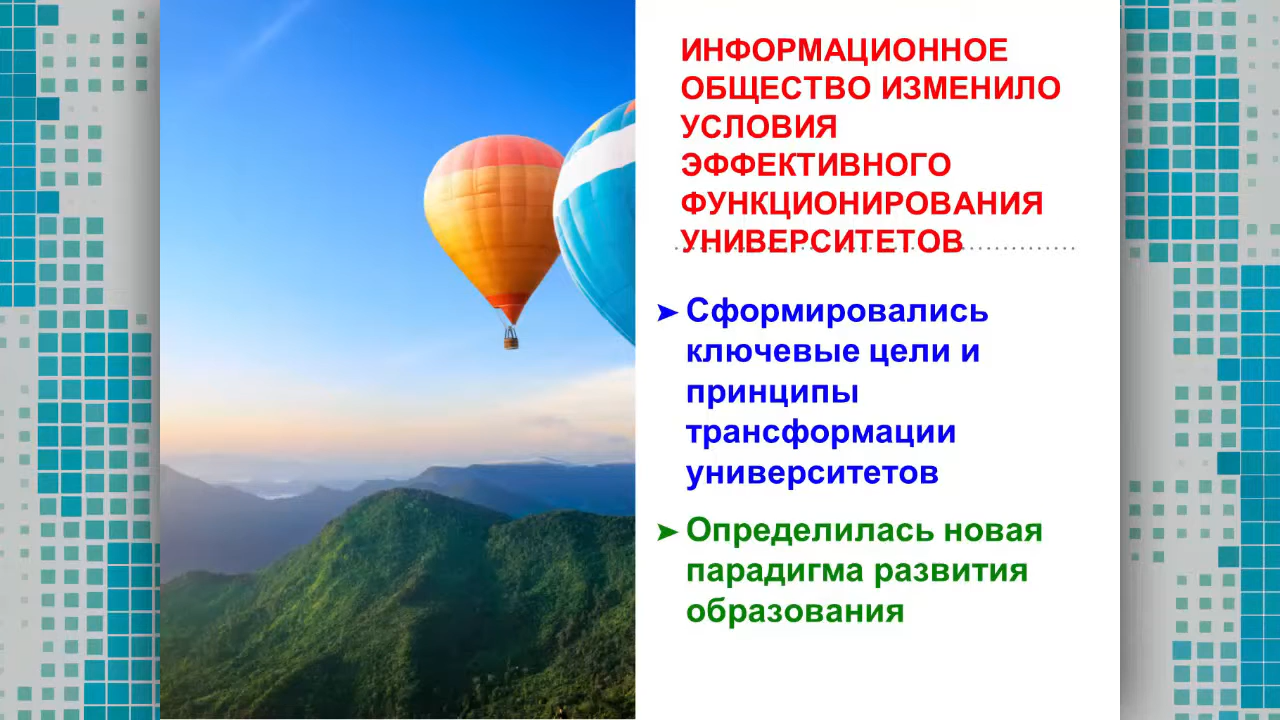 ИНФОРМАЦИОННОЕ
ОБЩЕСТВО ИЗМЕНИЛО
УСЛОВИЯ
ЭФФЕКТИВНОГО
ФУНКЦИОНИРОВАНИЯ
УНИВЕРСИТЕТОВ
➤ Сформировались
ключевые цели и
принципы
трансформации
университетов
➤ Определилась новая
парадигма развития
образования